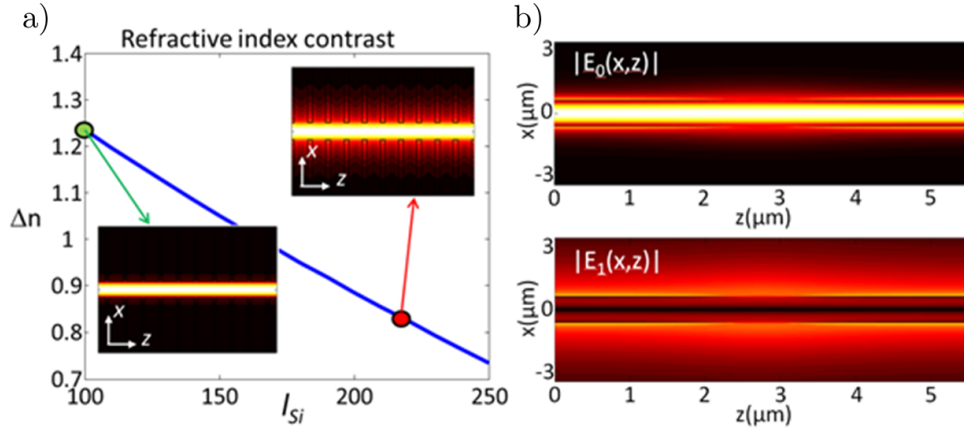 a)
Refractive index contrast
1.4
1.3
1.2
1.1
1
0.9
0.8
0.7
Δn
x
z
x
z
100
150
200
250
l_Si
b)
|E_0(x,z)|
x(μm)
3
0
-3
0
1
2
3
4
5
z(μm)
|E_1(x,z)|
x(μm)
3
0
-3
0
1
2
3
4
5
z(μm)